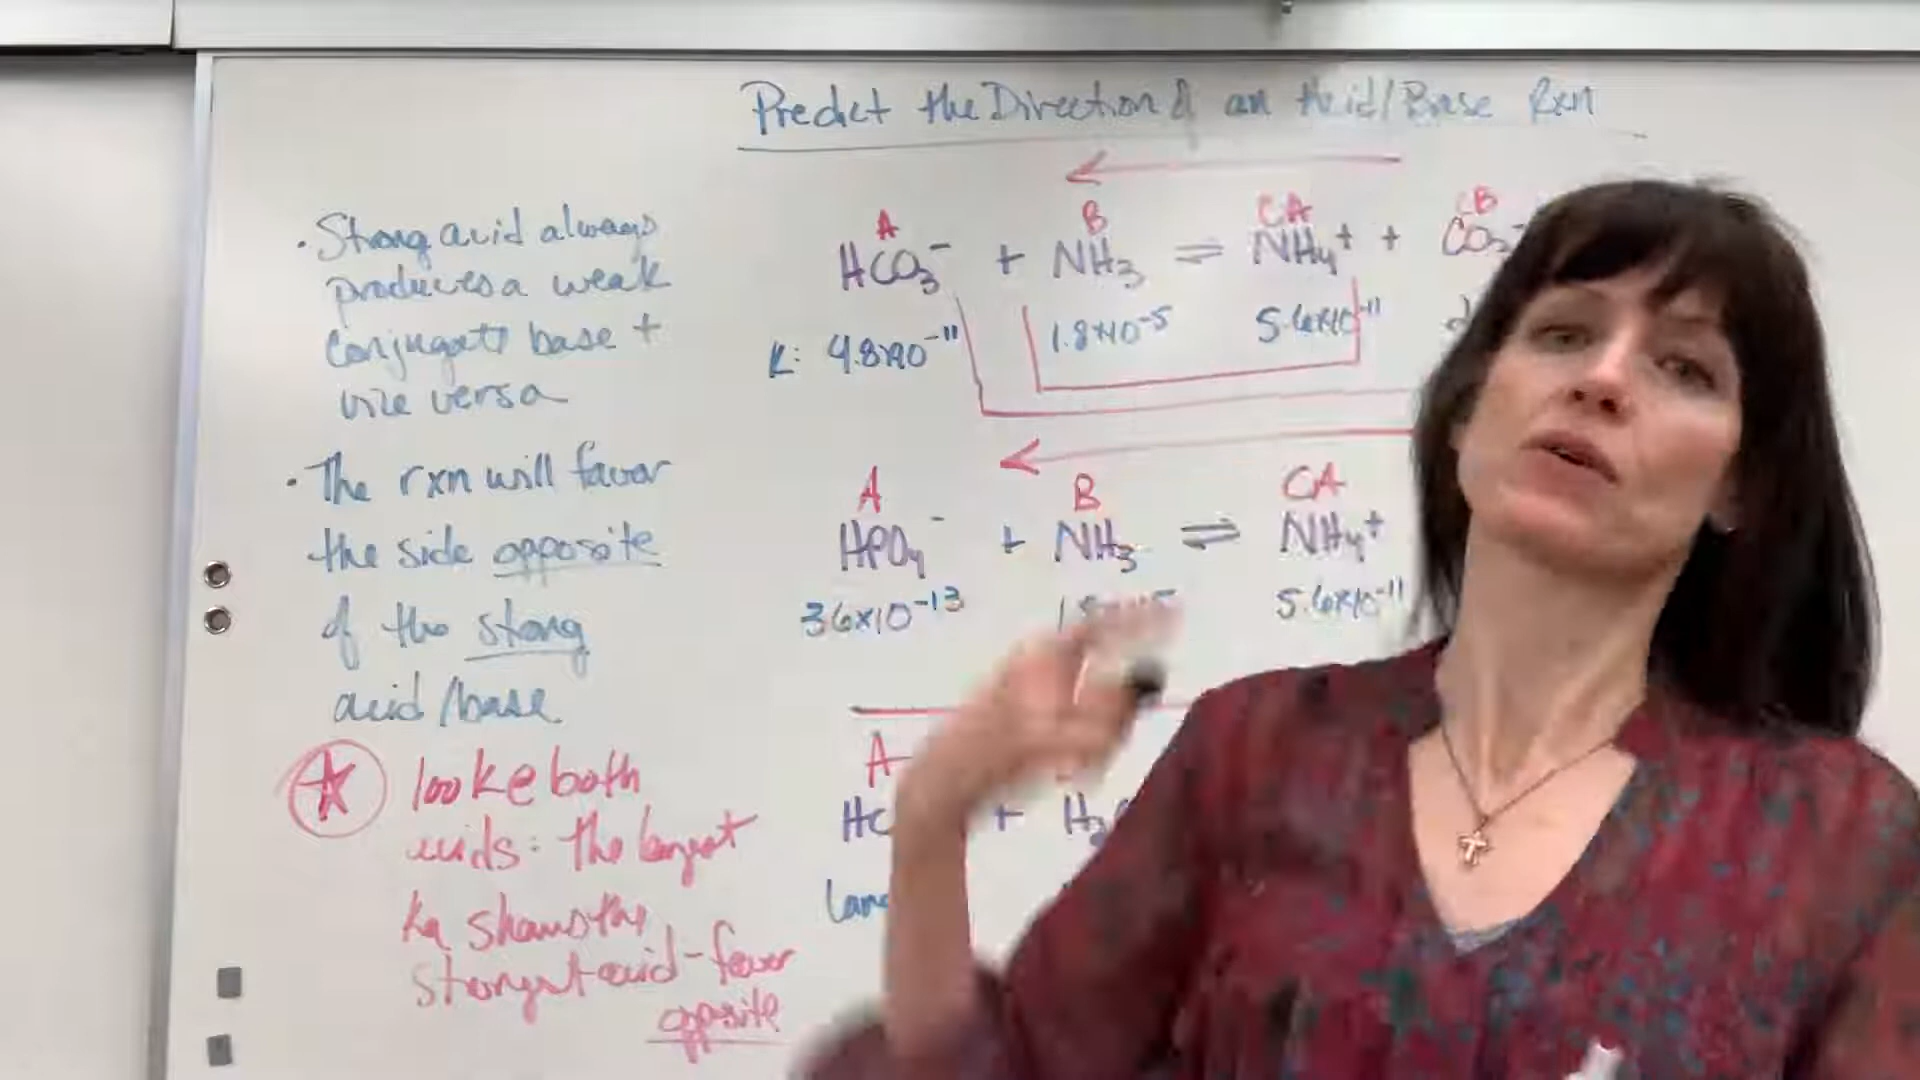 Predict the Direction of an Acid/Base Rxn
• Strong acid always
produces a weak
conjugate base +
vice versa
• The rxn will favor
the side opposite
of the strong
acid/base
look @ both
acids: the largest
Ka shows the
strongest acid - favor
opposite
A B CA CB
HCO₃⁻ + NH₃ ⇌ NH₄⁺ + CO₃
K: 4.8x10⁻¹¹ 1.8x10⁻⁵ 5.6x10⁻¹¹
A B CA
HPO₄⁻ + NH₃ ⇌ NH₄⁺
3.6x10⁻¹³ 5.6x10⁻¹¹
A
+